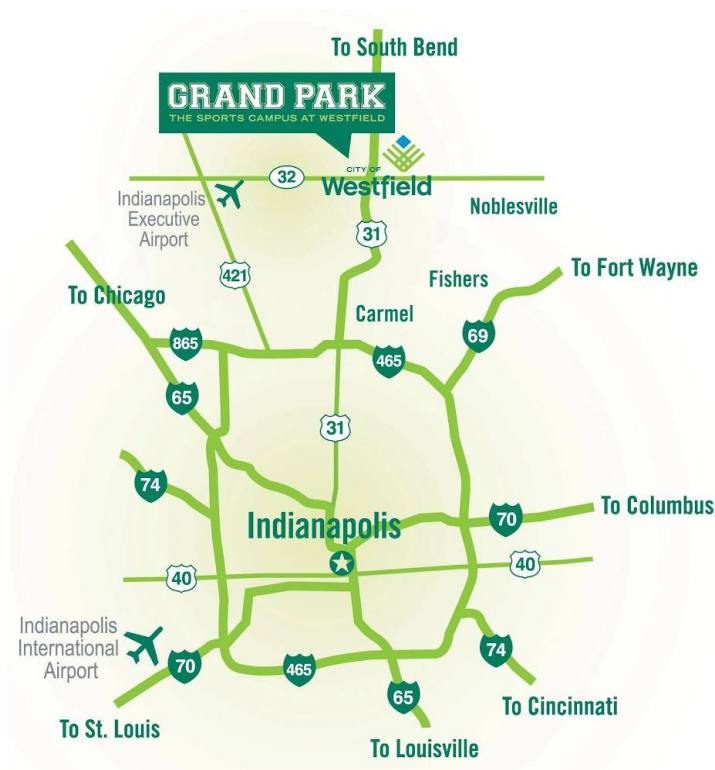 To South Bend
GRAND PARK
THE SPORTS CAMPUS AT WESTFIELD
CITY OF
Westfield
32
Indianapolis
Executive
Airport
Noblesville
31
421
Fishers
To Fort Wayne
To Chicago
Carmel
865
69
465
65
31
74
Indianapolis
70
To Columbus
40
40
Indianapolis
International
Airport
70
465
74
65
To Cincinnati
To St. Louis
To Louisville